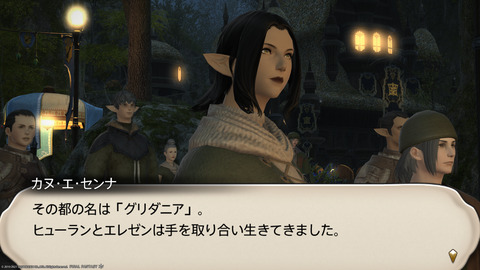 カヌ・エ・センナ
その都の名は「グリダニア」。
ヒューランとエレゼンは手を取り合い生きてきました。